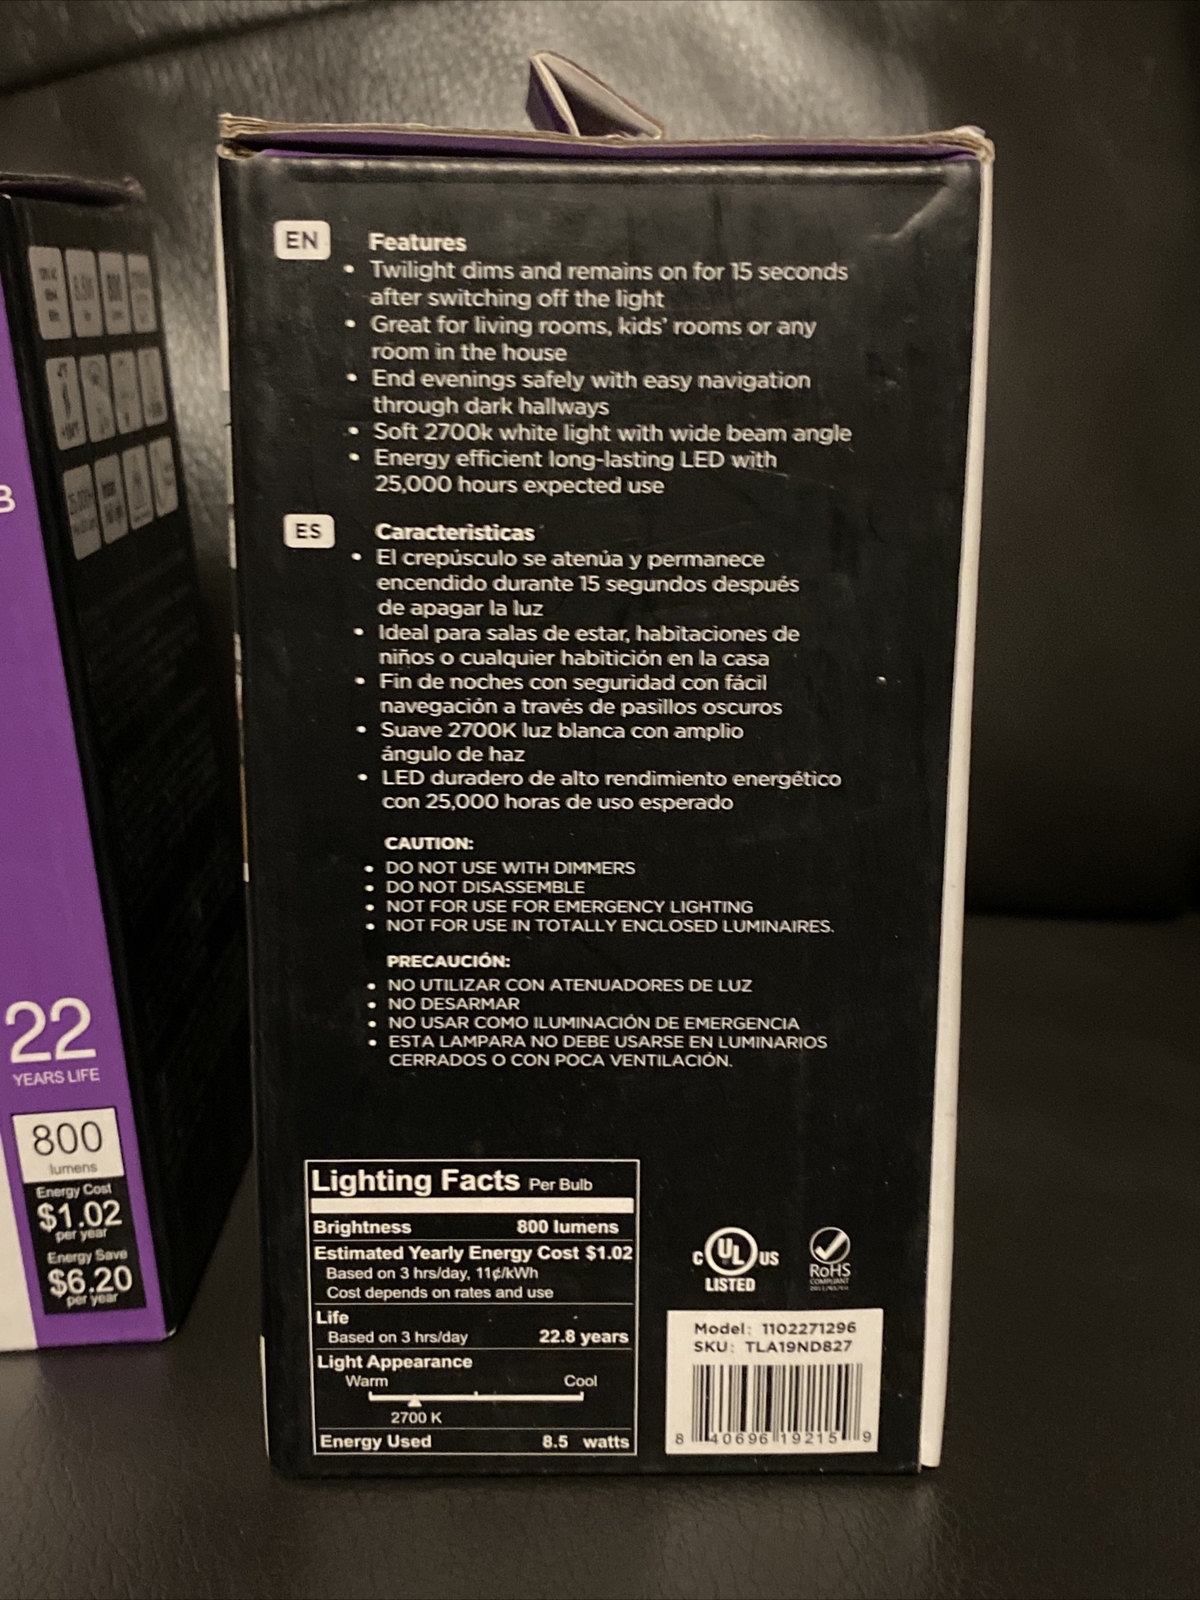 EN
Features
• Twilight dims and remains on for 15 seconds
after switching off the light
• Great for living rooms, kids' rooms or any
room in the house
• End evenings safely with easy navigation
through dark hallways
• Soft 2700k white light with wide beam angle
• Energy efficient long-lasting LED with
25,000 hours expected use
ES
Caracteristicas
• El crepúsculo se atenúa y permanece
encendido durante 15 segundos después
de apagar la luz
• Ideal para salas de estar, habitaciones de
niños o cualquier habitición en la casa
• Fin de noches con seguridad con fácil
navegación a través de pasillos oscuros
• Suave 2700K luz blanca con amplio
ángulo de haz
• LED duradero de alto rendimiento energético
con 25,000 horas de uso esperado
CAUTION:
• DO NOT USE WITH DIMMERS
• DO NOT DISASSEMBLE
• NOT FOR USE FOR EMERGENCY LIGHTING
• NOT FOR USE IN TOTALLY ENCLOSED LUMINAIRES.
PRECAUCIÓN:
• NO UTILIZAR CON ATENUADORES DE LUZ
• NO DESARMAR
• NO USAR COMO ILUMINACIÓN DE EMERGENCIA
• ESTA LAMPARA NO DEBE USARSE EN LUMINARIOS
CERRADOS O CON POCA VENTILACIÓN.
Lighting Facts Per Bulb
Brightness 800 lumens
Estimated Yearly Energy Cost $1.02
Based on 3 hrs/day, 11¢/kWh
Cost depends on rates and use
Life
Based on 3 hrs/day 22.8 years
Light Appearance
Warm Cool
2700 K
Energy Used 8.5 watts
C UL US
LISTED
RoHS
COMPLIANT
Model: 1102271296
SKU: TLA19ND827
8 40696 19215 9
B
22
YEARS LIFE
800
lumens
Energy Cost
$1.02
per year
Energy Save
$6.20
per year
800